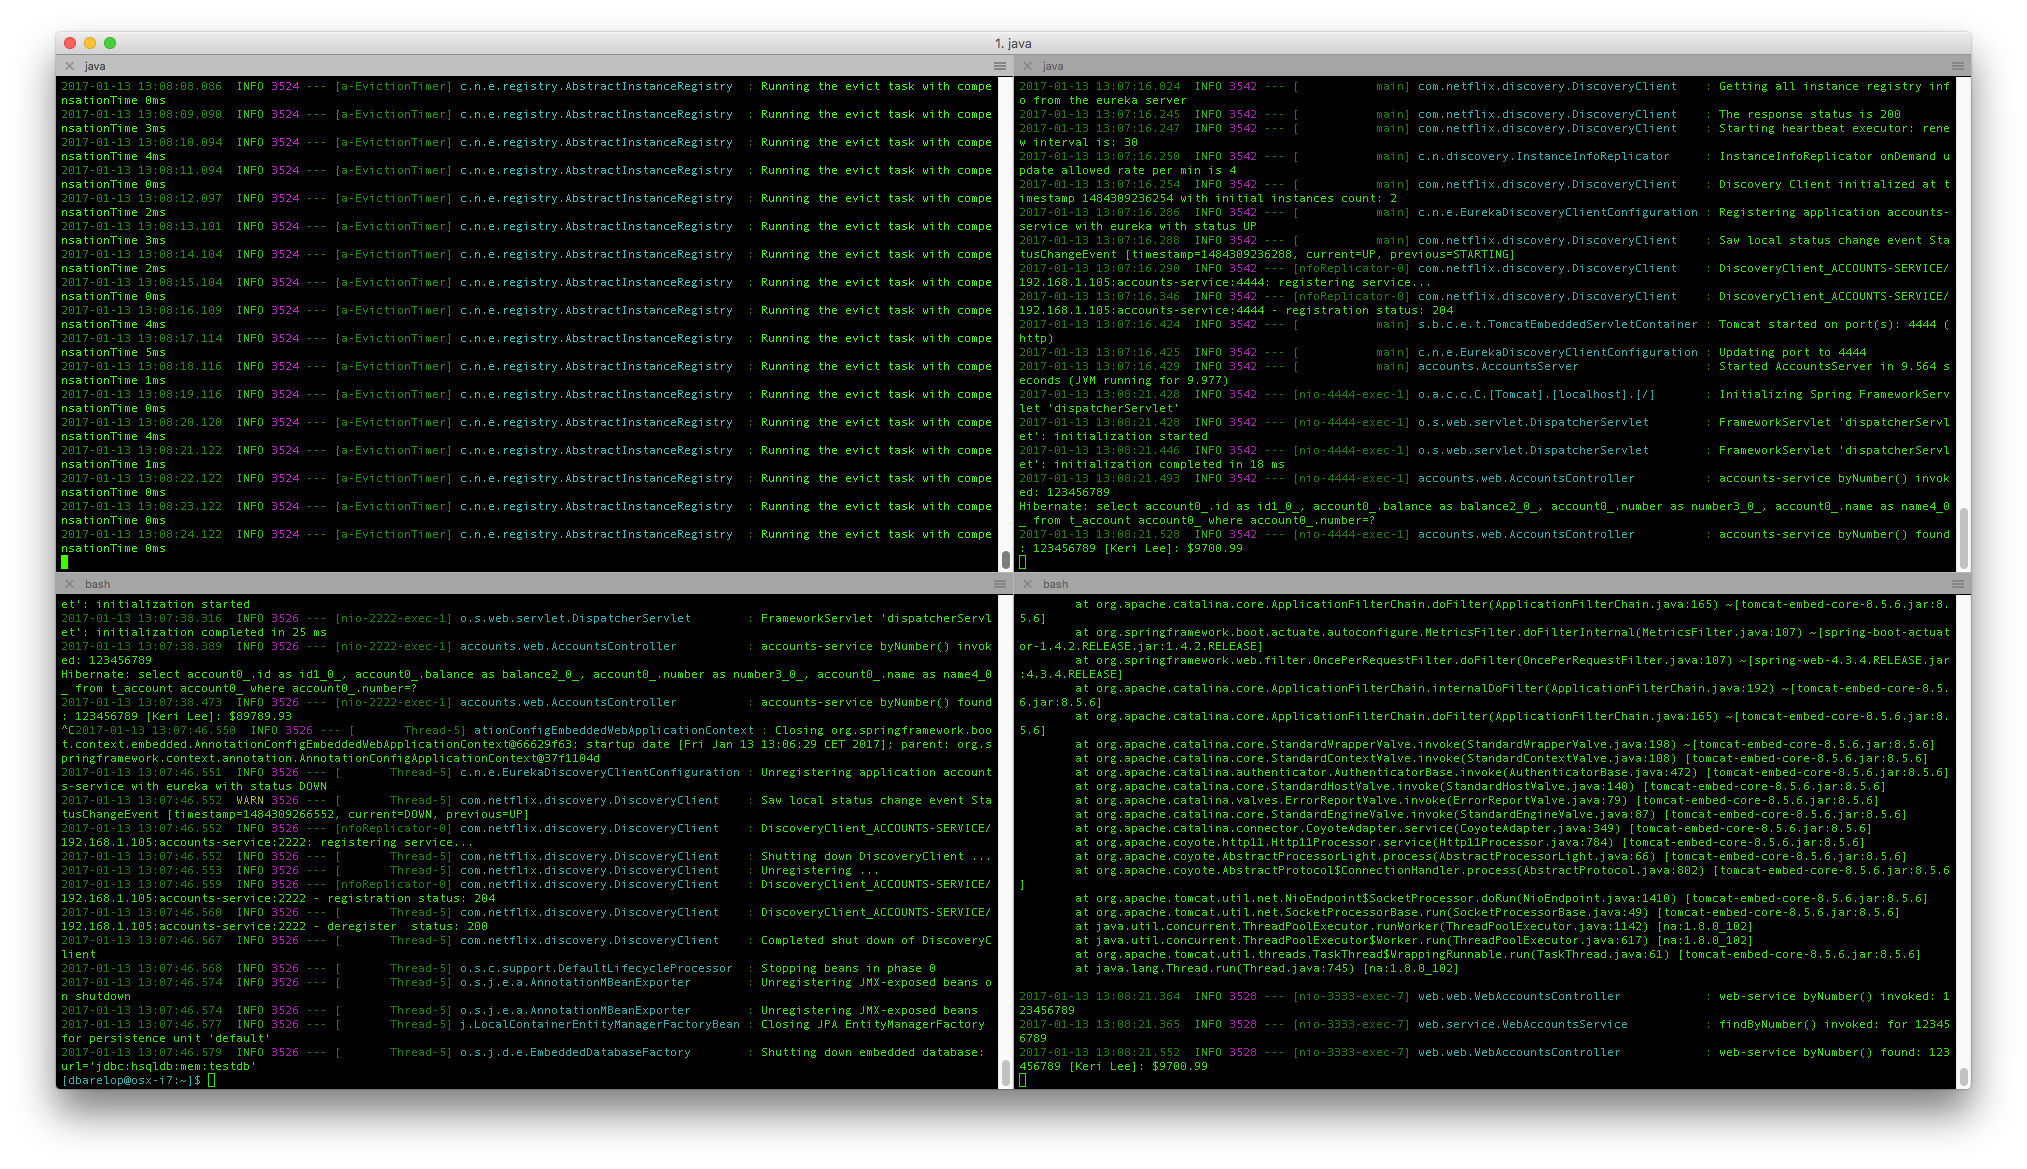 1. java
java
2017-01-13 13:08:08.086  INFO 3524 --- [a-EvictionTimer] c.n.e.registry.AbstractInstanceRegistry  : Running the evict task with compe
nsationTime 0ms
2017-01-13 13:08:09.090  INFO 3524 --- [a-EvictionTimer] c.n.e.registry.AbstractInstanceRegistry  : Running the evict task with compe
nsationTime 3ms
2017-01-13 13:08:10.094  INFO 3524 --- [a-EvictionTimer] c.n.e.registry.AbstractInstanceRegistry  : Running the evict task with compe
nsationTime 4ms
2017-01-13 13:08:11.094  INFO 3524 --- [a-EvictionTimer] c.n.e.registry.AbstractInstanceRegistry  : Running the evict task with compe
nsationTime 0ms
2017-01-13 13:08:12.097  INFO 3524 --- [a-EvictionTimer] c.n.e.registry.AbstractInstanceRegistry  : Running the evict task with compe
nsationTime 2ms
2017-01-13 13:08:13.101  INFO 3524 --- [a-EvictionTimer] c.n.e.registry.AbstractInstanceRegistry  : Running the evict task with compe
nsationTime 3ms
2017-01-13 13:08:14.104  INFO 3524 --- [a-EvictionTimer] c.n.e.registry.AbstractInstanceRegistry  : Running the evict task with compe
nsationTime 2ms
2017-01-13 13:08:15.104  INFO 3524 --- [a-EvictionTimer] c.n.e.registry.AbstractInstanceRegistry  : Running the evict task with compe
nsationTime 0ms
2017-01-13 13:08:16.109  INFO 3524 --- [a-EvictionTimer] c.n.e.registry.AbstractInstanceRegistry  : Running the evict task with compe
nsationTime 4ms
2017-01-13 13:08:17.114  INFO 3524 --- [a-EvictionTimer] c.n.e.registry.AbstractInstanceRegistry  : Running the evict task with compe
nsationTime 5ms
2017-01-13 13:08:18.116  INFO 3524 --- [a-EvictionTimer] c.n.e.registry.AbstractInstanceRegistry  : Running the evict task with compe
nsationTime 1ms
2017-01-13 13:08:19.116  INFO 3524 --- [a-EvictionTimer] c.n.e.registry.AbstractInstanceRegistry  : Running the evict task with compe
nsationTime 0ms
2017-01-13 13:08:20.120  INFO 3524 --- [a-EvictionTimer] c.n.e.registry.AbstractInstanceRegistry  : Running the evict task with compe
nsationTime 4ms
2017-01-13 13:08:21.122  INFO 3524 --- [a-EvictionTimer] c.n.e.registry.AbstractInstanceRegistry  : Running the evict task with compe
nsationTime 1ms
2017-01-13 13:08:22.122  INFO 3524 --- [a-EvictionTimer] c.n.e.registry.AbstractInstanceRegistry  : Running the evict task with compe
nsationTime 0ms
2017-01-13 13:08:23.122  INFO 3524 --- [a-EvictionTimer] c.n.e.registry.AbstractInstanceRegistry  : Running the evict task with compe
nsationTime 0ms
2017-01-13 13:08:24.122  INFO 3524 --- [a-EvictionTimer] c.n.e.registry.AbstractInstanceRegistry  : Running the evict task with compe
nsationTime 0ms
java
2017-01-13 13:07:16.024  INFO 3542 --- [           main] com.netflix.discovery.DiscoveryClient    : Getting all instance registry inf
o from the eureka server
2017-01-13 13:07:16.245  INFO 3542 --- [           main] com.netflix.discovery.DiscoveryClient    : The response status is 200
2017-01-13 13:07:16.247  INFO 3542 --- [           main] com.netflix.discovery.DiscoveryClient    : Starting heartbeat executor: rene
w interval is: 30
2017-01-13 13:07:16.250  INFO 3542 --- [           main] c.n.discovery.InstanceInfoReplicator     : InstanceInfoReplicator onDemand u
pdate allowed rate per min is 4
2017-01-13 13:07:16.254  INFO 3542 --- [           main] com.netflix.discovery.DiscoveryClient    : Discovery Client initialized at t
imestamp 1484309236254 with initial instances count: 2
2017-01-13 13:07:16.286  INFO 3542 --- [           main] c.n.e.EurekaDiscoveryClientConfiguration : Registering application accounts-
service with eureka with status UP
2017-01-13 13:07:16.288  INFO 3542 --- [           main] com.netflix.discovery.DiscoveryClient    : Saw local status change event Sta
tusChangeEvent [timestamp=1484309236288, current=UP, previous=STARTING]
2017-01-13 13:07:16.290  INFO 3542 --- [nfoReplicator-0] com.netflix.discovery.DiscoveryClient    : DiscoveryClient_ACCOUNTS-SERVICE/
192.168.1.105:accounts-service:4444: registering service...
2017-01-13 13:07:16.346  INFO 3542 --- [nfoReplicator-0] com.netflix.discovery.DiscoveryClient    : DiscoveryClient_ACCOUNTS-SERVICE/
192.168.1.105:accounts-service:4444 - registration status: 204
2017-01-13 13:07:16.424  INFO 3542 --- [           main] s.b.c.e.t.TomcatEmbeddedServletContainer : Tomcat started on port(s): 4444 (
http)
2017-01-13 13:07:16.425  INFO 3542 --- [           main] c.n.e.EurekaDiscoveryClientConfiguration : Updating port to 4444
2017-01-13 13:07:16.429  INFO 3542 --- [           main] accounts.AccountsServer                  : Started AccountsServer in 9.564 s
econds (JVM running for 9.977)
2017-01-13 13:08:21.428  INFO 3542 --- [nio-4444-exec-1] o.a.c.c.C.[Tomcat].[localhost].[/]       : Initializing Spring FrameworkServ
let 'dispatcherServlet'
2017-01-13 13:08:21.428  INFO 3542 --- [nio-4444-exec-1] o.s.web.servlet.DispatcherServlet        : FrameworkServlet 'dispatcherServl
et': initialization started
2017-01-13 13:08:21.446  INFO 3542 --- [nio-4444-exec-1] o.s.web.servlet.DispatcherServlet        : FrameworkServlet 'dispatcherServl
et': initialization completed in 18 ms
2017-01-13 13:08:21.493  INFO 3542 --- [nio-4444-exec-1] accounts.web.AccountsController          : accounts-service byNumber() invok
ed: 123456789
Hibernate: select account0_.id as id1_0_, account0_.balance as balance2_0_, account0_.number as number3_0_, account0_.name as name4_0
_ from t_account account0_ where account0_.number=?
2017-01-13 13:08:21.528  INFO 3542 --- [nio-4444-exec-1] accounts.web.AccountsController          : accounts-service byNumber() found
: 123456789 [Keri Lee]: $9700.99
bash
et': initialization started
2017-01-13 13:07:38.316  INFO 3526 --- [nio-2222-exec-1] o.s.web.servlet.DispatcherServlet        : FrameworkServlet 'dispatcherServl
et': initialization completed in 25 ms
2017-01-13 13:07:38.389  INFO 3526 --- [nio-2222-exec-1] accounts.web.AccountsController          : accounts-service byNumber() invok
ed: 123456789
Hibernate: select account0_.id as id1_0_, account0_.balance as balance2_0_, account0_.number as number3_0_, account0_.name as name4_0
_ from t_account account0_ where account0_.number=?
2017-01-13 13:07:38.473  INFO 3526 --- [nio-2222-exec-1] accounts.web.AccountsController          : accounts-service byNumber() found
: 123456789 [Keri Lee]: $89789.93
^C2017-01-13 13:07:46.550  INFO 3526 --- [       Thread-5] ationConfigEmbeddedWebApplicationContext : Closing org.springframework.boo
t.context.embedded.AnnotationConfigEmbeddedWebApplicationContext@66629f63: startup date [Fri Jan 13 13:06:29 CET 2017]; parent: org.s
pringframework.context.annotation.AnnotationConfigApplicationContext@37f1104d
2017-01-13 13:07:46.551  INFO 3526 --- [       Thread-5] c.n.e.EurekaDiscoveryClientConfiguration : Unregistering application account
s-service with eureka with status DOWN
2017-01-13 13:07:46.552  WARN 3526 --- [       Thread-5] com.netflix.discovery.DiscoveryClient    : Saw local status change event Sta
tusChangeEvent [timestamp=1484309266552, current=DOWN, previous=UP]
2017-01-13 13:07:46.552  INFO 3526 --- [nfoReplicator-0] com.netflix.discovery.DiscoveryClient    : DiscoveryClient_ACCOUNTS-SERVICE/
192.168.1.105:accounts-service:2222: registering service...
2017-01-13 13:07:46.552  INFO 3526 --- [       Thread-5] com.netflix.discovery.DiscoveryClient    : Shutting down DiscoveryClient ...
2017-01-13 13:07:46.553  INFO 3526 --- [       Thread-5] com.netflix.discovery.DiscoveryClient    : Unregistering ...
2017-01-13 13:07:46.559  INFO 3526 --- [nfoReplicator-0] com.netflix.discovery.DiscoveryClient    : DiscoveryClient_ACCOUNTS-SERVICE/
192.168.1.105:accounts-service:2222 - registration status: 204
2017-01-13 13:07:46.560  INFO 3526 --- [       Thread-5] com.netflix.discovery.DiscoveryClient    : DiscoveryClient_ACCOUNTS-SERVICE/
192.168.1.105:accounts-service:2222 - deregister  status: 200
2017-01-13 13:07:46.567  INFO 3526 --- [       Thread-5] com.netflix.discovery.DiscoveryClient    : Completed shut down of DiscoveryC
lient
2017-01-13 13:07:46.568  INFO 3526 --- [       Thread-5] o.s.c.support.DefaultLifecycleProcessor  : Stopping beans in phase 0
2017-01-13 13:07:46.574  INFO 3526 --- [       Thread-5] o.s.j.e.a.AnnotationMBeanExporter        : Unregistering JMX-exposed beans o
n shutdown
2017-01-13 13:07:46.574  INFO 3526 --- [       Thread-5] o.s.j.e.a.AnnotationMBeanExporter        : Unregistering JMX-exposed beans
2017-01-13 13:07:46.577  INFO 3526 --- [       Thread-5] j.LocalContainerEntityManagerFactoryBean : Closing JPA EntityManagerFactory
for persistence unit 'default'
2017-01-13 13:07:46.579  INFO 3526 --- [       Thread-5] o.s.j.d.e.EmbeddedDatabaseFactory        : Shutting down embedded database:
url='jdbc:hsqldb:mem:testdb'
[dbarelop@osx-i7:~]$
bash
at org.apache.catalina.core.ApplicationFilterChain.doFilter(ApplicationFilterChain.java:165) ~[tomcat-embed-core-8.5.6.jar:8.
5.6]
at org.springframework.boot.actuate.autoconfigure.MetricsFilter.doFilterInternal(MetricsFilter.java:107) ~[spring-boot-actuat
or-1.4.2.RELEASE.jar:1.4.2.RELEASE]
at org.springframework.web.filter.OncePerRequestFilter.doFilter(OncePerRequestFilter.java:107) ~[spring-web-4.3.4.RELEASE.jar
:4.3.4.RELEASE]
at org.apache.catalina.core.ApplicationFilterChain.internalDoFilter(ApplicationFilterChain.java:192) ~[tomcat-embed-core-8.5.
6.jar:8.5.6]
at org.apache.catalina.core.ApplicationFilterChain.doFilter(ApplicationFilterChain.java:165) ~[tomcat-embed-core-8.5.6.jar:8.
5.6]
at org.apache.catalina.core.StandardWrapperValve.invoke(StandardWrapperValve.java:198) ~[tomcat-embed-core-8.5.6.jar:8.5.6]
at org.apache.catalina.core.StandardContextValve.invoke(StandardContextValve.java:108) [tomcat-embed-core-8.5.6.jar:8.5.6]
at org.apache.catalina.authenticator.AuthenticatorBase.invoke(AuthenticatorBase.java:472) [tomcat-embed-core-8.5.6.jar:8.5.6]
at org.apache.catalina.core.StandardHostValve.invoke(StandardHostValve.java:140) [tomcat-embed-core-8.5.6.jar:8.5.6]
at org.apache.catalina.valves.ErrorReportValve.invoke(ErrorReportValve.java:79) [tomcat-embed-core-8.5.6.jar:8.5.6]
at org.apache.catalina.core.StandardEngineValve.invoke(StandardEngineValve.java:87) [tomcat-embed-core-8.5.6.jar:8.5.6]
at org.apache.catalina.connector.CoyoteAdapter.service(CoyoteAdapter.java:349) [tomcat-embed-core-8.5.6.jar:8.5.6]
at org.apache.coyote.http11.Http11Processor.service(Http11Processor.java:784) [tomcat-embed-core-8.5.6.jar:8.5.6]
at org.apache.coyote.AbstractProcessorLight.process(AbstractProcessorLight.java:66) [tomcat-embed-core-8.5.6.jar:8.5.6]
at org.apache.coyote.AbstractProtocol$ConnectionHandler.process(AbstractProtocol.java:802) [tomcat-embed-core-8.5.6.jar:8.5.6
]
at org.apache.tomcat.util.net.NioEndpoint$SocketProcessor.doRun(NioEndpoint.java:1410) [tomcat-embed-core-8.5.6.jar:8.5.6]
at org.apache.tomcat.util.net.SocketProcessorBase.run(SocketProcessorBase.java:49) [tomcat-embed-core-8.5.6.jar:8.5.6]
at java.util.concurrent.ThreadPoolExecutor.runWorker(ThreadPoolExecutor.java:1142) [na:1.8.0_102]
at java.util.concurrent.ThreadPoolExecutor$Worker.run(ThreadPoolExecutor.java:617) [na:1.8.0_102]
at org.apache.tomcat.util.threads.TaskThread$WrappingRunnable.run(TaskThread.java:61) [tomcat-embed-core-8.5.6.jar:8.5.6]
at java.lang.Thread.run(Thread.java:745) [na:1.8.0_102]
2017-01-13 13:08:21.364  INFO 3528 --- [nio-3333-exec-7] web.web.WebAccountsController            : web-service byNumber() invoked: 1
23456789
2017-01-13 13:08:21.365  INFO 3528 --- [nio-3333-exec-7] web.service.WebAccountsService           : findByNumber() invoked: for 12345
6789
2017-01-13 13:08:21.552  INFO 3528 --- [nio-3333-exec-7] web.web.WebAccountsController            : web-service byNumber() found: 123
456789 [Keri Lee]: $9700.99